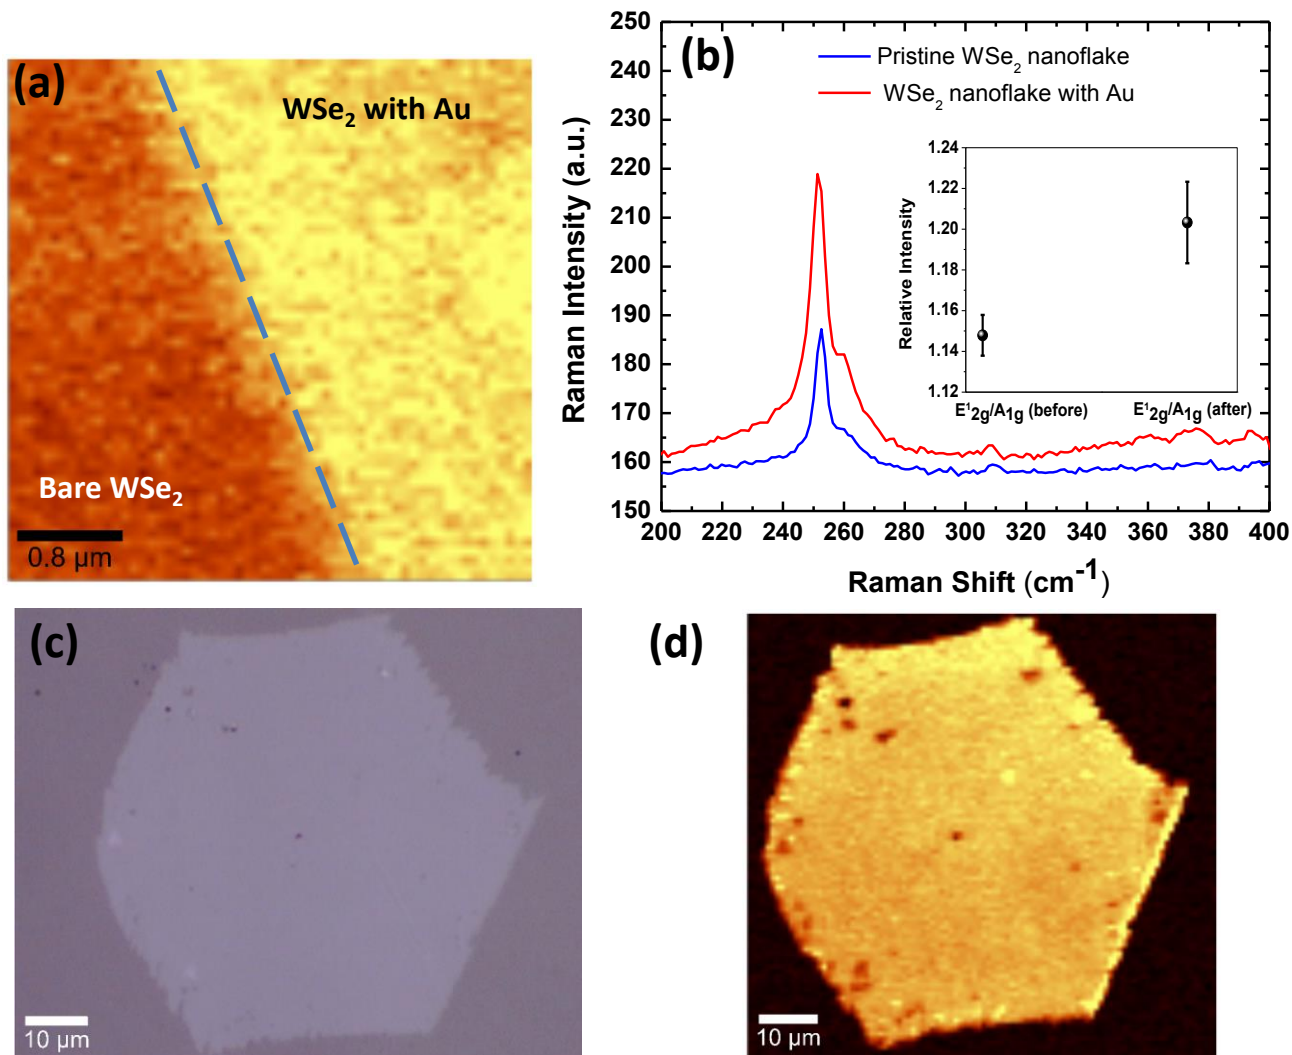 (a)
WSe2 with Au
Bare WSe2
0.8 μm
(b)
Pristine WSe2 nanoflake
WSe2 nanoflake with Au
Raman Intensity (a.u.)
250
240
230
220
210
200
190
180
170
160
150
200 220 240 260 280 300 320 340 360 380 400
Raman Shift (cm-1)
Relative Intensity
1.24
1.22
1.20
1.18
1.16
1.14
1.12
E12g/A1g (before) E12g/A1g (after)
(c)
10 μm
(d)
10 μm